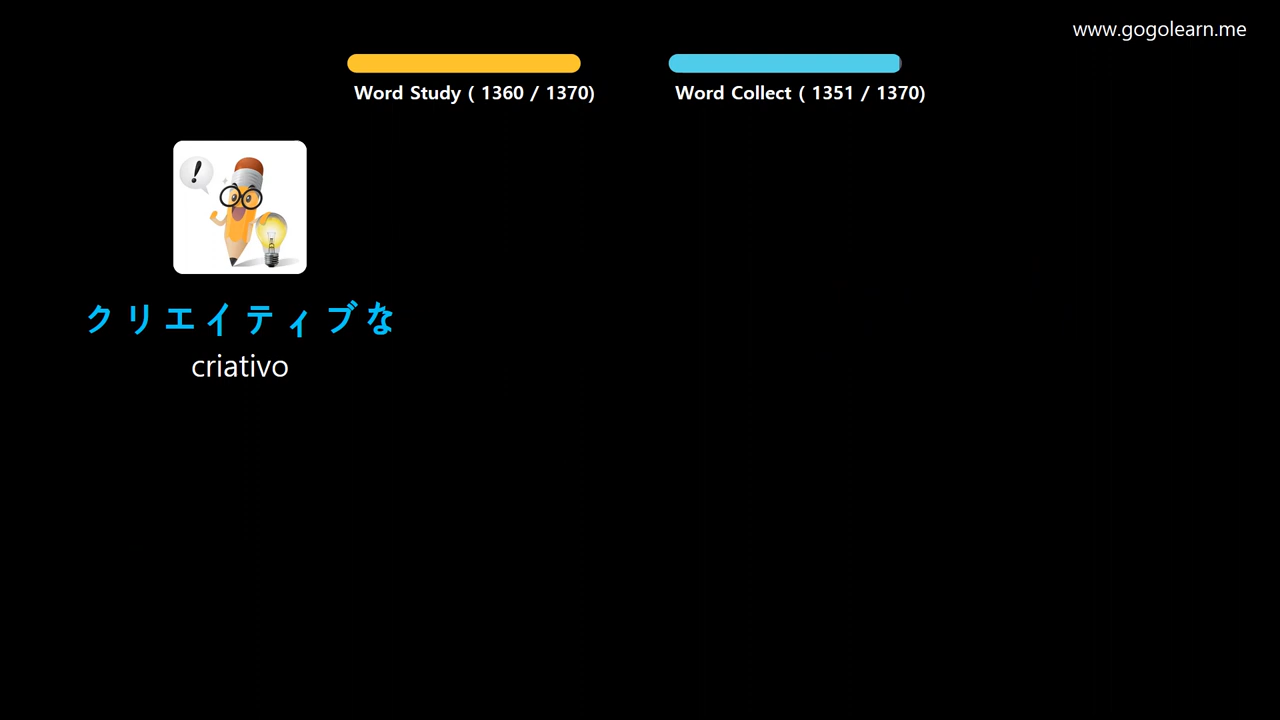 www.gogolearn.me
Word Study ( 1360 / 1370)
Word Collect ( 1351 / 1370)
!
クリエイティブな
criativo